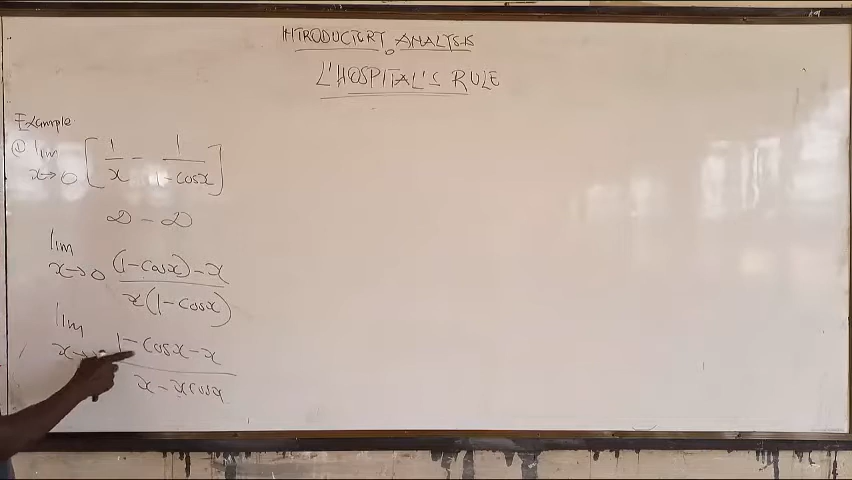 INTRODUCTORY ANALYSIS
L'HOSPITAL'S RULE
Example
① lim x→0 [1/x - 1/(1-cosx)]
∞ - ∞
lim x→0 ((1-cosx)-x)/(x(1-cosx))
lim x→ (1-cosx-x)/(x-xcosx)